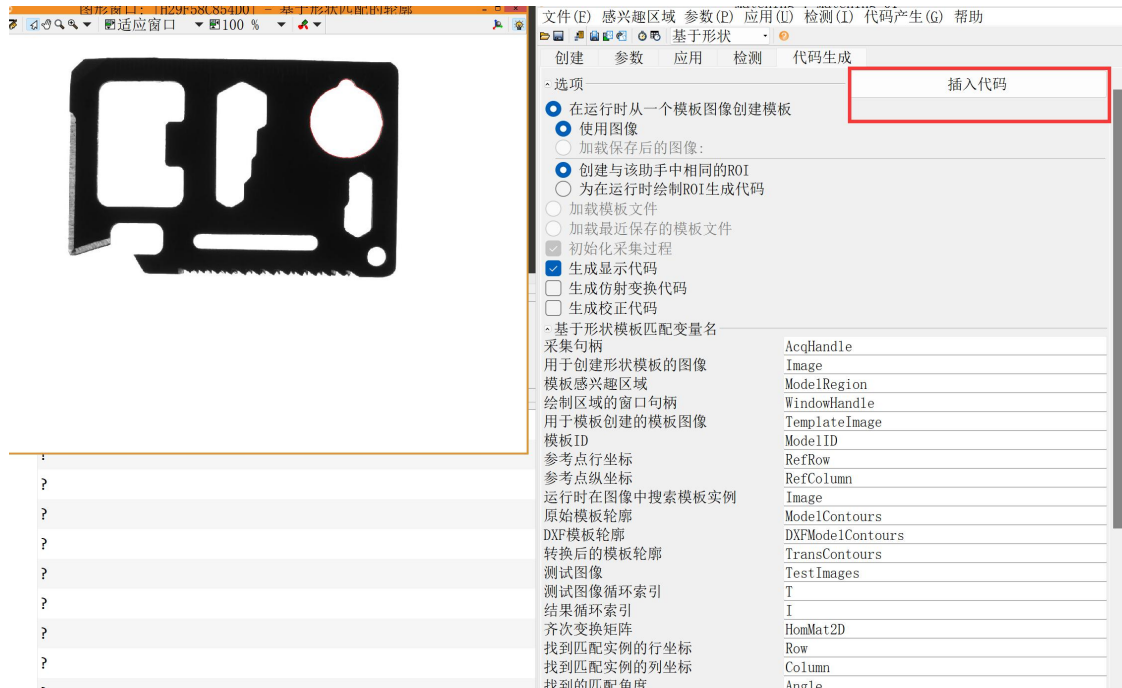 图形窗口: [H29F58C854D0] - 基于形状匹配的轮廓
适应窗口
100 %
文件(F) 感兴趣区域 参数(P) 应用(U) 检测(I) 代码产生(G) 帮助
基于形状
创建 参数 应用 检测 代码生成
选项
插入代码
在运行时从一个模板图像创建模板
使用图像
加载保存后的图像:
创建与该助手中相同的ROI
为在运行时绘制ROI生成代码
加载模板文件
加载最近保存的模板文件
初始化采集过程
生成显示代码
生成仿射变换代码
生成校正代码
基于形状模板匹配变量名
采集句柄 AcqHandle
用于创建形状模板的图像 Image
模板感兴趣区域 ModelRegion
绘制区域的窗口句柄 WindowHandle
用于模板创建的模板图像 TemplateImage
模板ID ModelID
参考点行坐标 RefRow
参考点纵坐标 RefColumn
运行时在图像中搜索模板实例 Image
原始模板轮廓 ModelContours
DXF模板轮廓 DXFModelContours
转换后的模板轮廓 TransContours
测试图像 TestImages
测试图像循环索引 T
结果循环索引 I
齐次变换矩阵 HomMat2D
找到匹配实例的行坐标 Row
找到匹配实例的列坐标 Column
找到的匹配角度 Angle
?
?
?
?
?
?
?